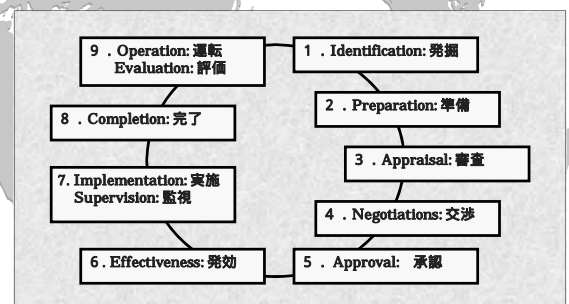 1 . Identification: 発掘
2 . Preparation: 準備
3 . Appraisal: 審査
4 . Negotiations: 交渉
5 . Approval: 承認
6 . Effectiveness: 発効
7. Implementation: 実施
Supervision: 監視
8 . Completion: 完了
9 . Operation: 運転
Evaluation: 評価